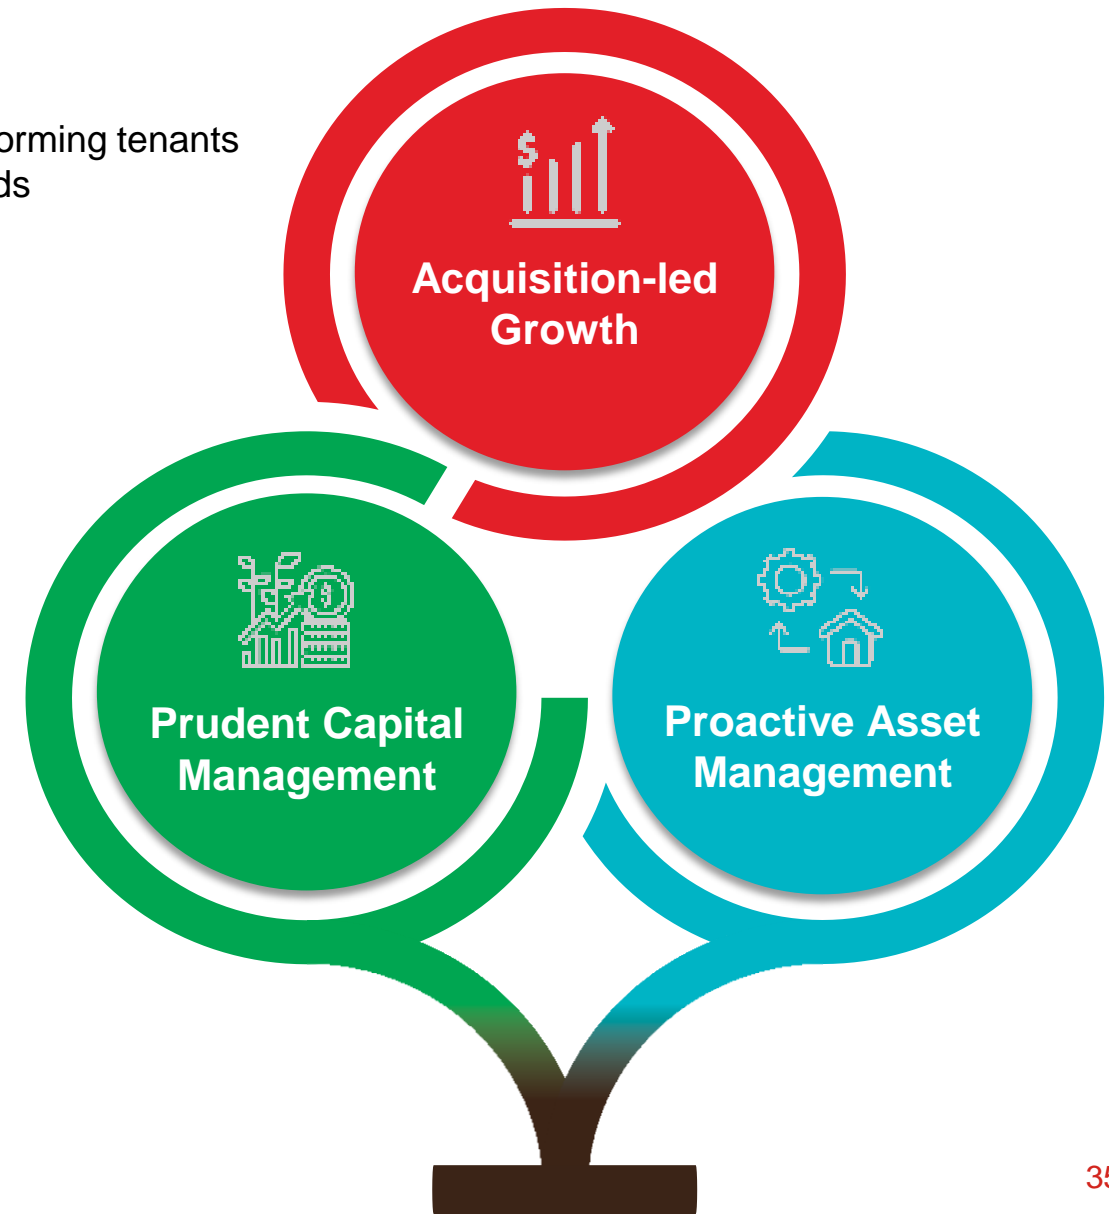 orming tenants
ds
$
Acquisition-led
Growth
$
Prudent Capital
Management
Proactive Asset
Management
35